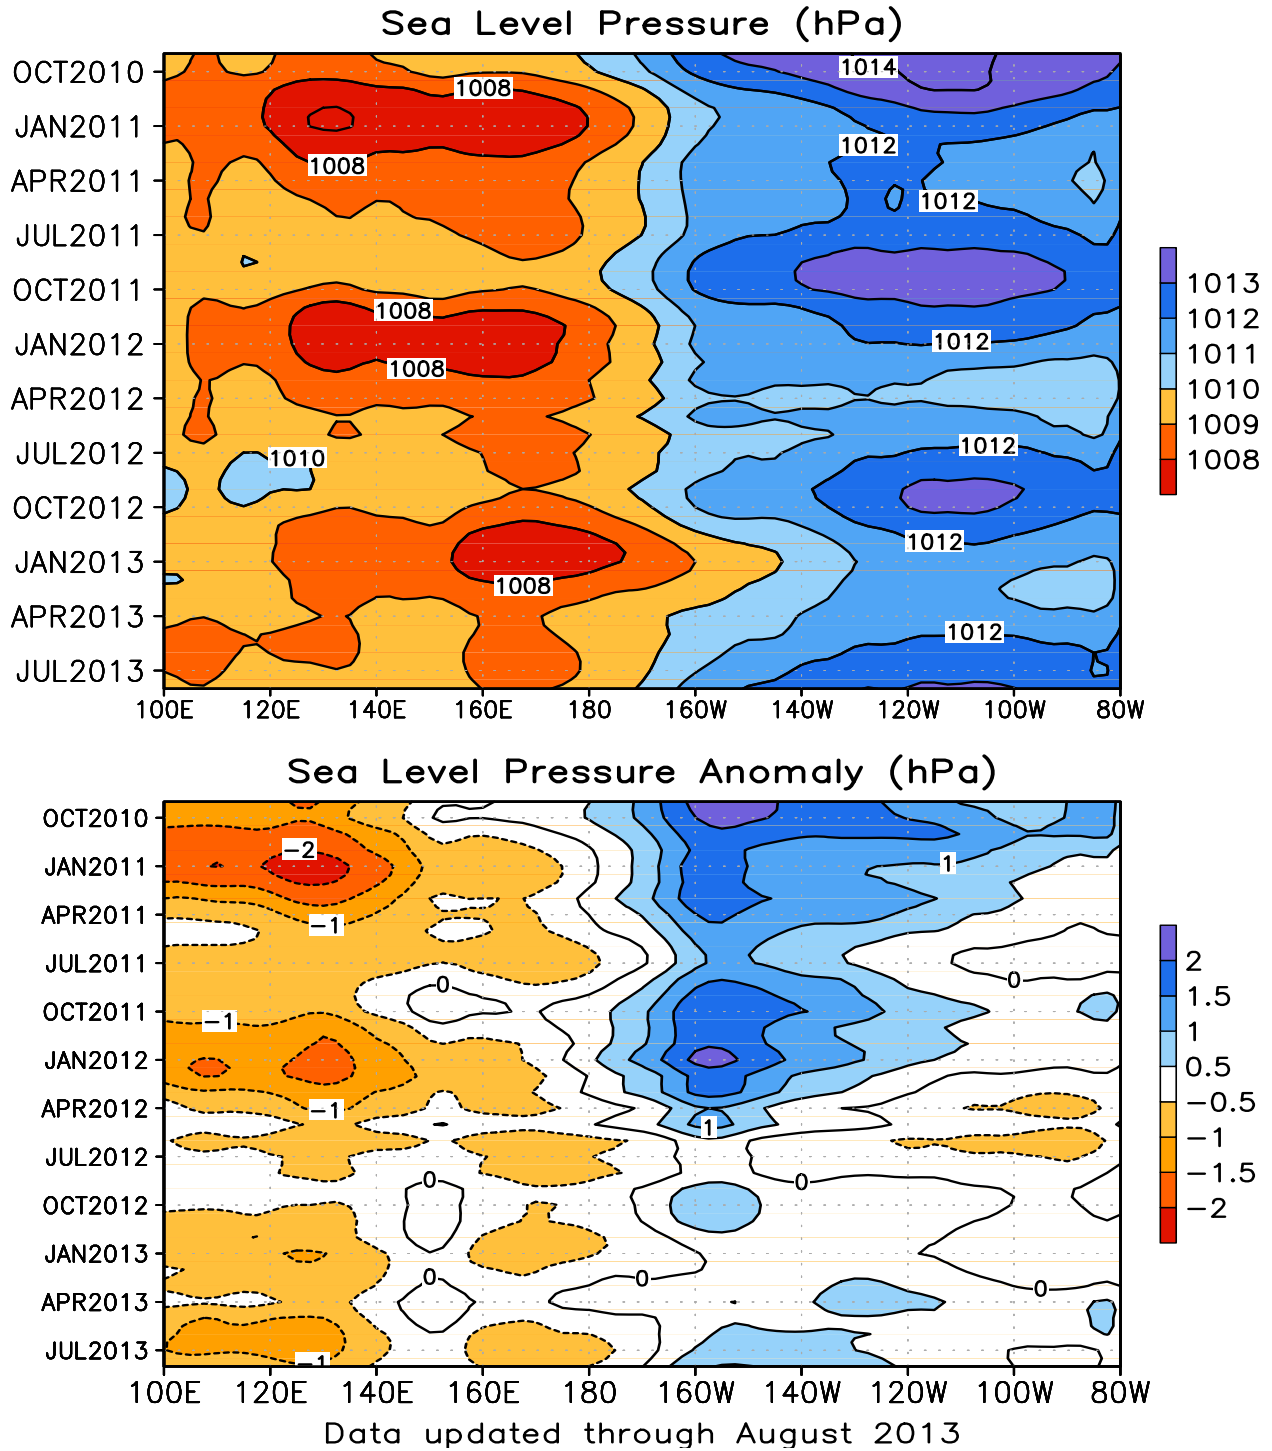 Sea Level Pressure (hPa)
OCT2010
JAN2011
APR2011
JUL2011
OCT2011
JAN2012
APR2012
JUL2012
OCT2012
JAN2013
APR2013
JUL2013
1014
1008
1012
1008
1012
1008
1012
1008
1012
1010
1012
1008
1012
1013
1012
1011
1010
1009
1008
100E 120E 140E 160E 180 160W 140W 120W 100W 80W
Sea Level Pressure Anomaly (hPa)
OCT2010
JAN2011
APR2011
JUL2011
OCT2011
JAN2012
APR2012
JUL2012
OCT2012
JAN2013
APR2013
JUL2013
-2
1
-1
0
0
-1
-1
1
0
0
0
0
0
-1
2
1.5
1
0.5
-0.5
-1
-1.5
-2
100E 120E 140E 160E 180 160W 140W 120W 100W 80W
Data updated through August 2013